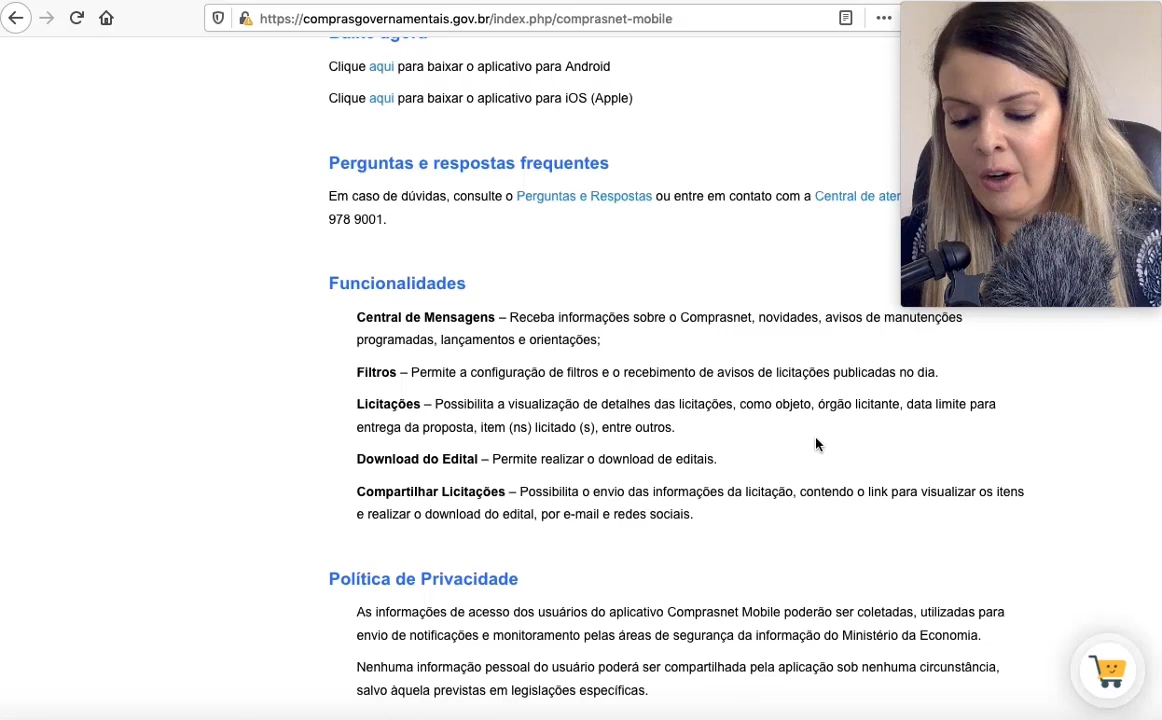 https://comprasgovernamentais.gov.br/index.php/comprasnet-mobile
Baixe agora
Clique aqui para baixar o aplicativo para Android
Clique aqui para baixar o aplicativo para iOS (Apple)
Perguntas e respostas frequentes
Em caso de dúvidas, consulte o Perguntas e Respostas ou entre em contato com a Central de
978 9001.
Funcionalidades
Central de Mensagens – Receba informações sobre o Comprasnet, novidades, avisos de manutenções
programadas, lançamentos e orientações;
Filtros – Permite a configuração de filtros e o recebimento de avisos de licitações publicadas no dia.
Licitações – Possibilita a visualização de detalhes das licitações, como objeto, órgão licitante, data limite para
entrega da proposta, item (ns) licitado (s), entre outros.
Download do Edital – Permite realizar o download de editais.
Compartilhar Licitações – Possibilita o envio das informações da licitação, contendo o link para visualizar os itens
e realizar o download do edital, por e-mail e redes sociais.
Política de Privacidade
As informações de acesso dos usuários do aplicativo Comprasnet Mobile poderão ser coletadas, utilizadas para
envio de notificações e monitoramento pelas áreas de segurança da informação do Ministério da Economia.
Nenhuma informação pessoal do usuário poderá ser compartilhada pela aplicação sob nenhuma circunstância,
salvo àquela previstas em legislações específicas.